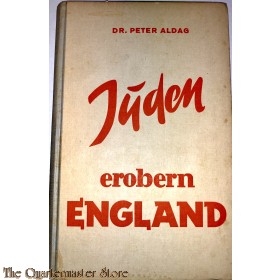 DR. PETER ALDAG
Juden
erobern
ENGLAND
The Quartermaster Store